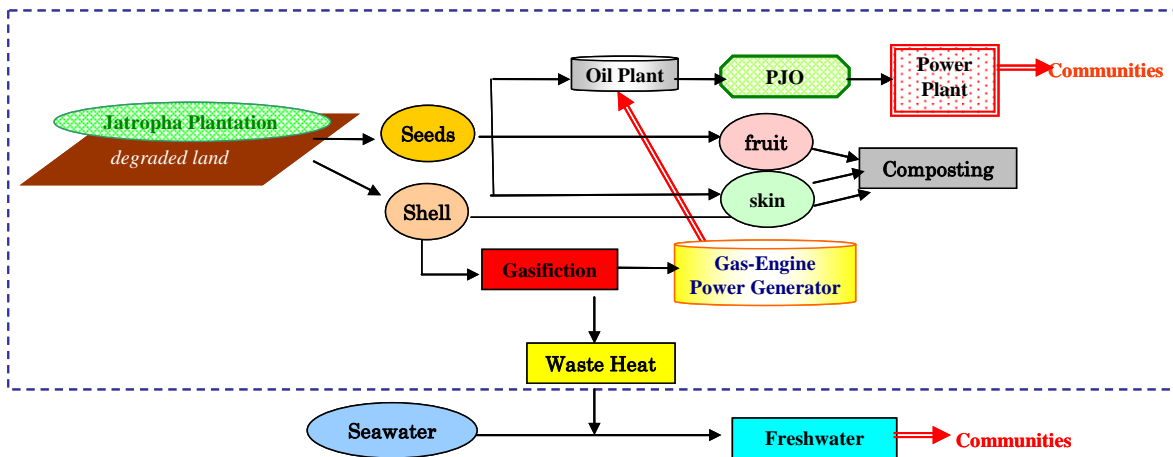 Oil Plant
PJO
Power
Plant
Communities
Jatropha Plantation
degraded land
Seeds
fruit
Composting
Shell
skin
Gasifiction
Gas-Engine
Power Generator
Waste Heat
Seawater
Freshwater
Communities